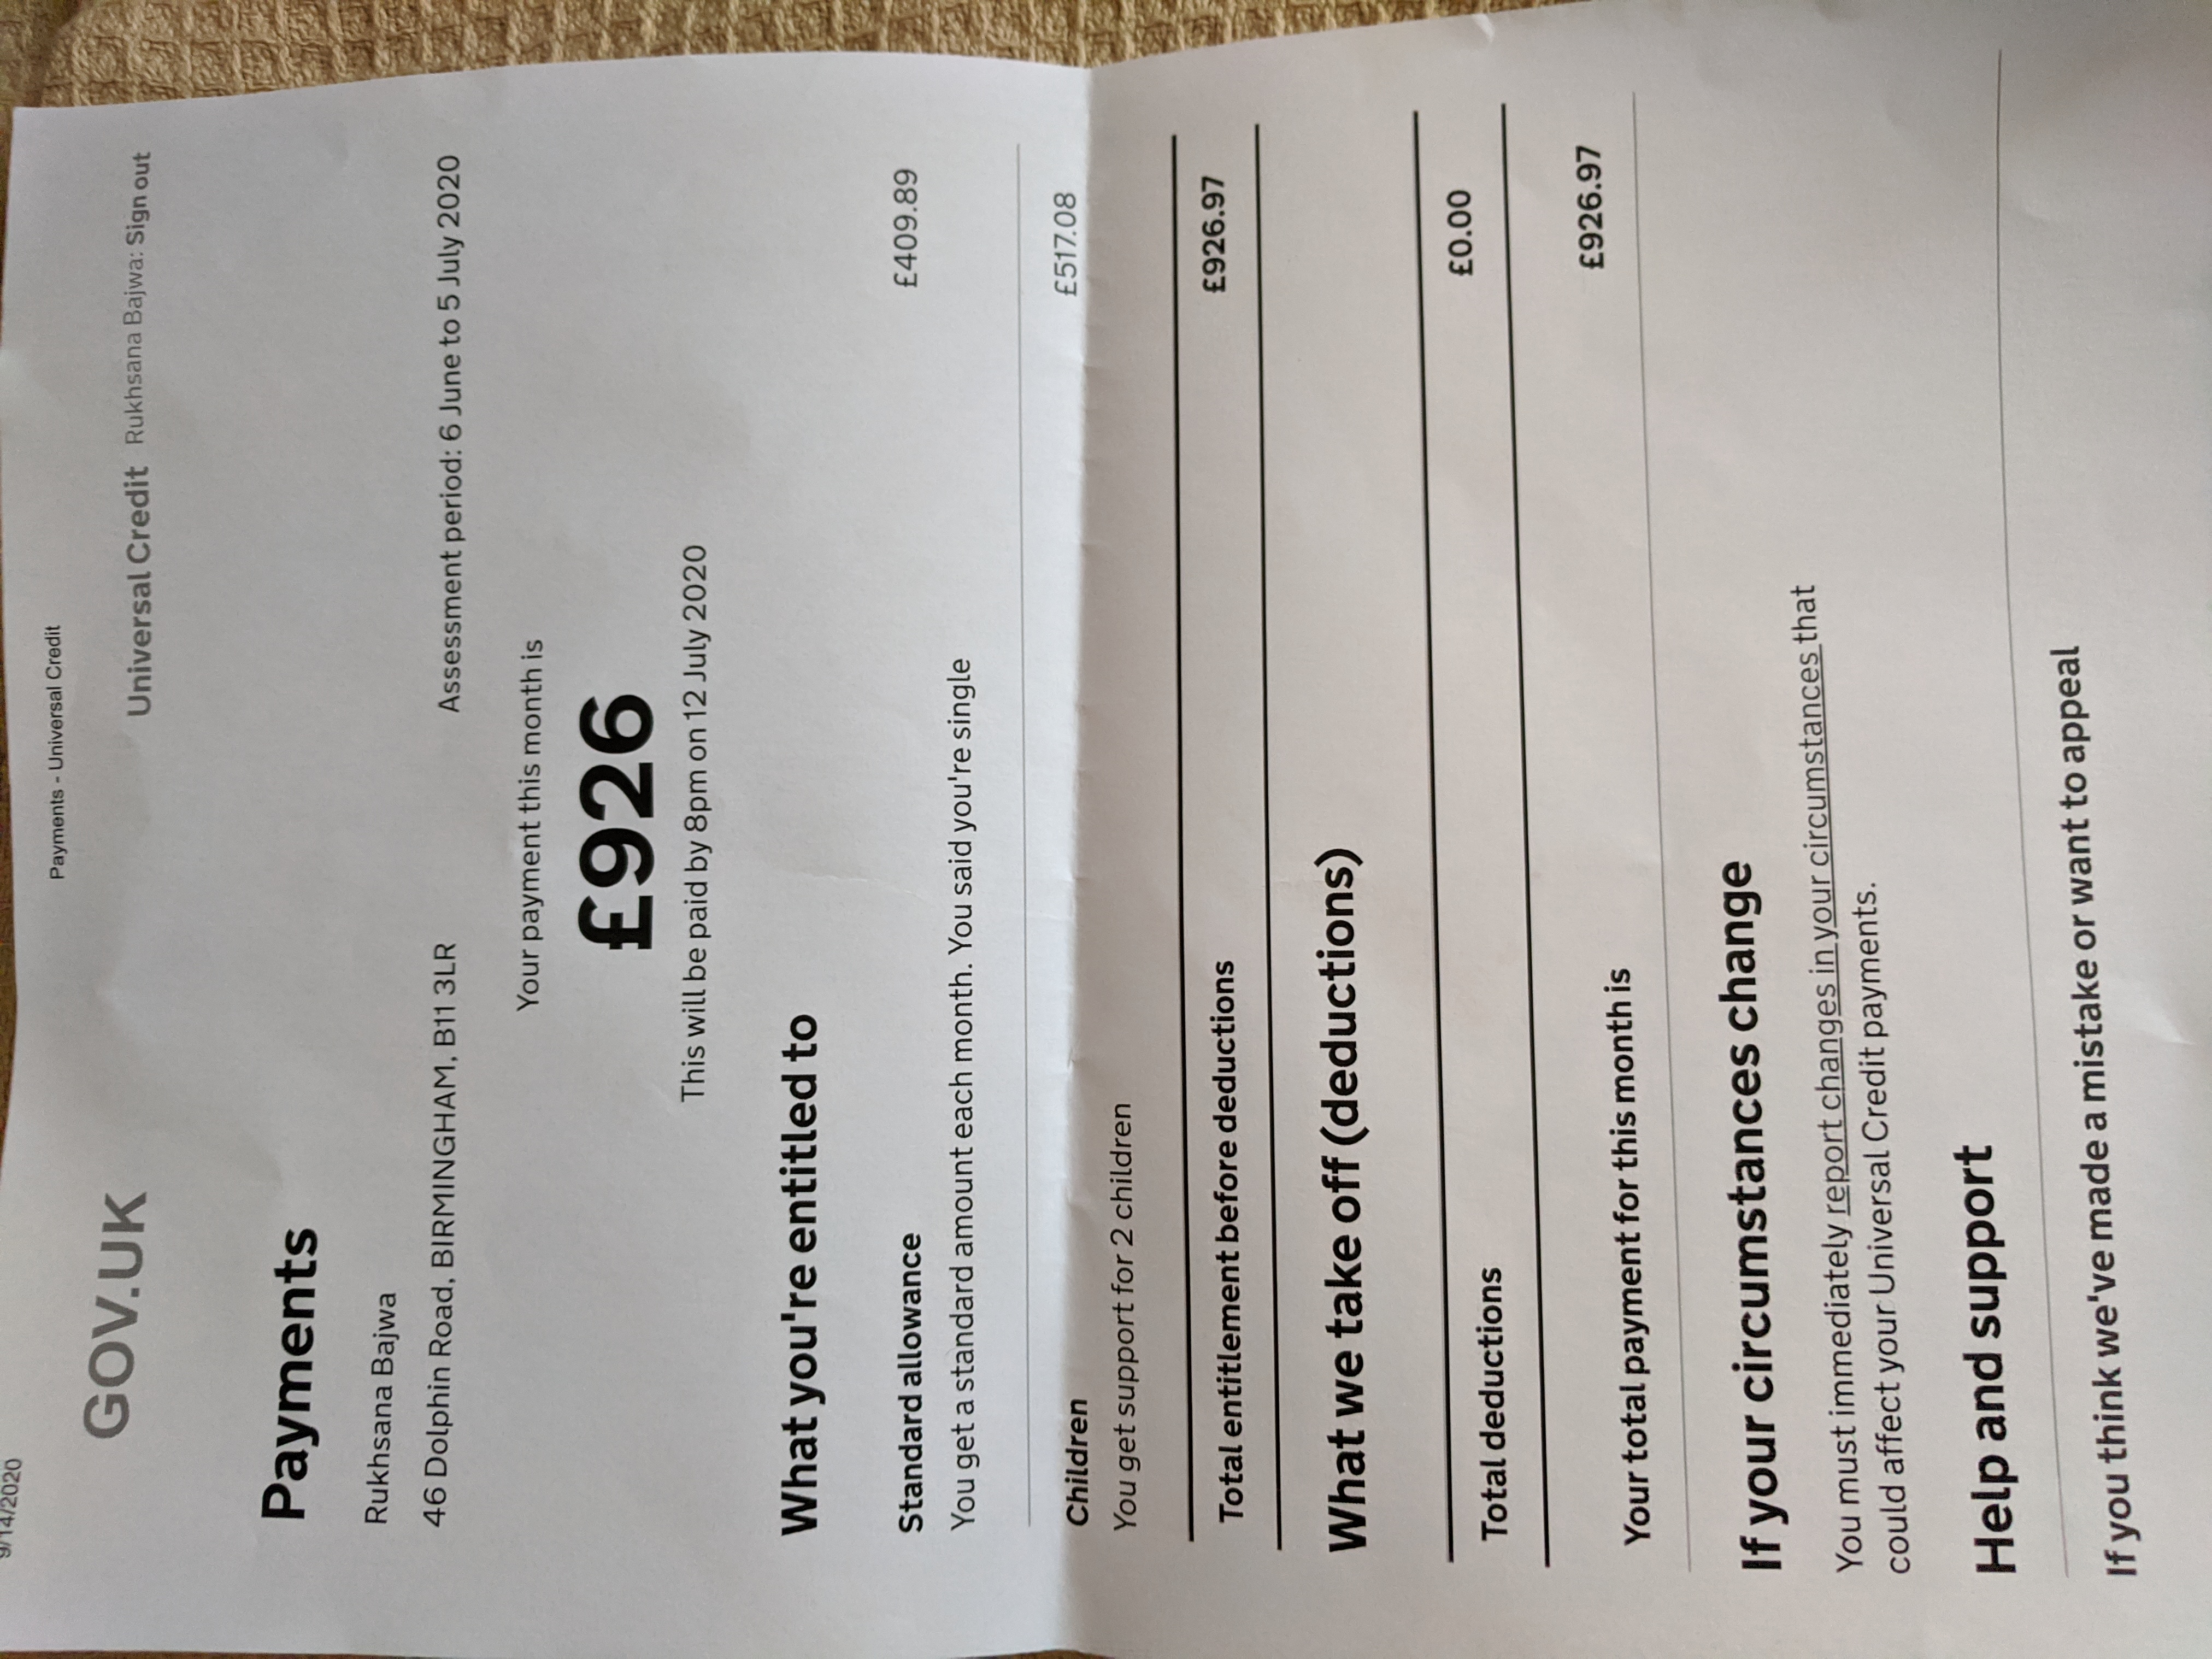 9/14/2020
Payments - Universal Credit
GOV.UK
Universal Credit Rukhsana Bajwa: Sign out
Payments
Rukhsana Bajwa
46 Dolphin Road, BIRMINGHAM, B11 3LR
Assessment period: 6 June to 5 July 2020
Your payment this month is
£926
This will be paid by 8pm on 12 July 2020
What you're entitled to
Standard allowance £409.89
You get a standard amount each month. You said you're single
Children £517.08
You get support for 2 children
Total entitlement before deductions £926.97
What we take off (deductions)
Total deductions £0.00
Your total payment for this month is £926.97
If your circumstances change
You must immediately report changes in your circumstances that
could affect your Universal Credit payments.
Help and support
If you think we've made a mistake or want to appeal